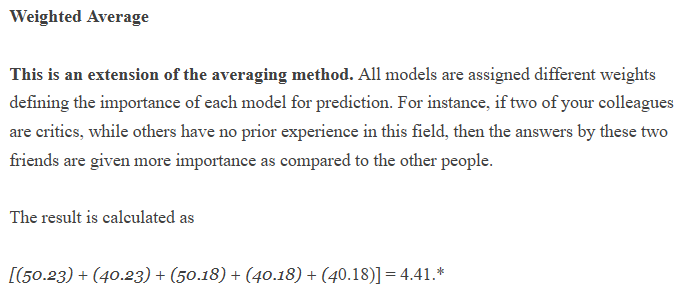 Weighted Average
This is an extension of the averaging method. All models are assigned different weights
defining the importance of each model for prediction. For instance, if two of your colleagues
are critics, while others have no prior experience in this field, then the answers by these two
friends are given more importance as compared to the other people.
The result is calculated as
[(50.23) + (40.23) + (50.18) + (40.18) + (40.18)] = 4.41.*